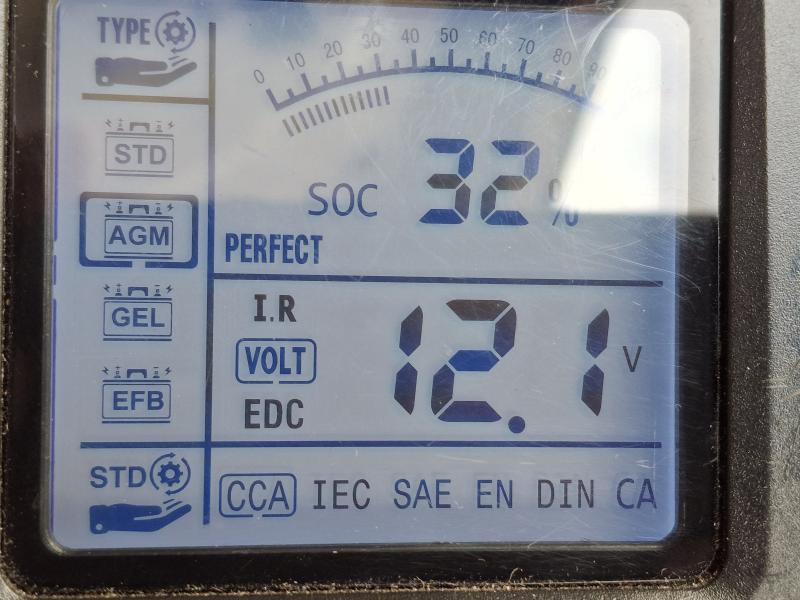 TYPE
0 10 20 30 40 50 60 70 80 90
STD
SOC 32 %
AGM
PERFECT
I.R
GEL
VOLT 12.1 V
EFB
EDC
STD
CCA IEC SAE EN DIN CA